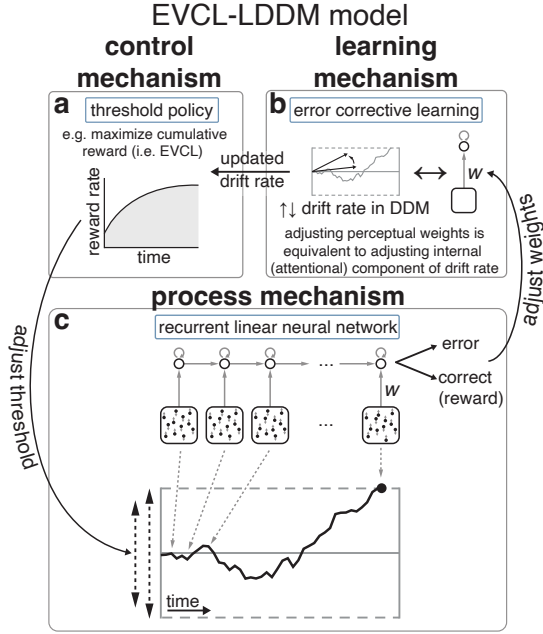 EVCL-LDDM model
control
mechanism
learning
mechanism
a
threshold policy
e.g. maximize cumulative
reward (i.e. EVCL)
reward rate
time
updated
drift rate
b
error corrective learning
w
↑↓ drift rate in DDM
adjusting perceptual weights is
equivalent to adjusting internal
(attentional) component of drift rate
adjust weights
process mechanism
c
recurrent linear neural network
...
error
correct
(reward)
w
...
adjust threshold
time